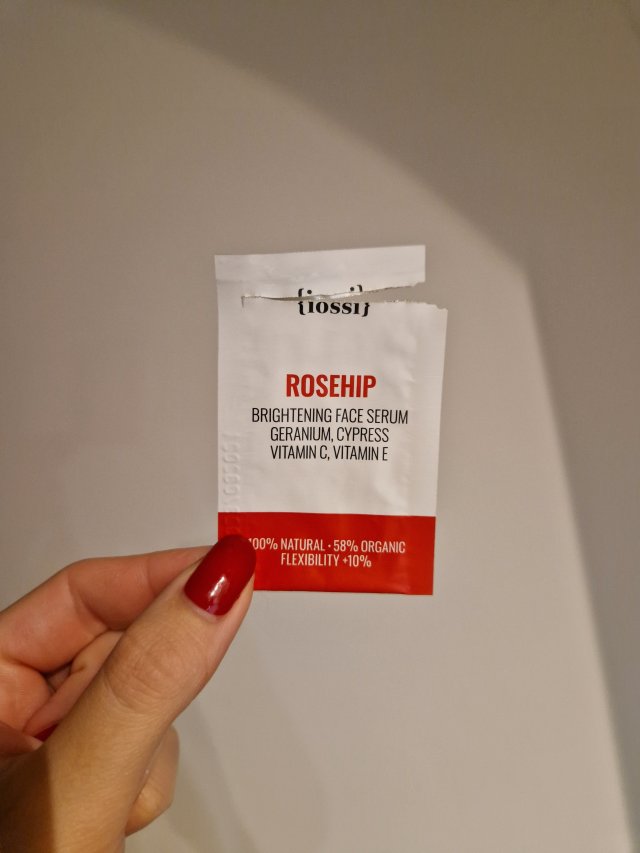 {iossi}
ROSEHIP
BRIGHTENING FACE SERUM
GERANIUM, CYPRESS
VITAMIN C, VITAMIN E
100% NATURAL • 58% ORGANIC
FLEXIBILITY +10%